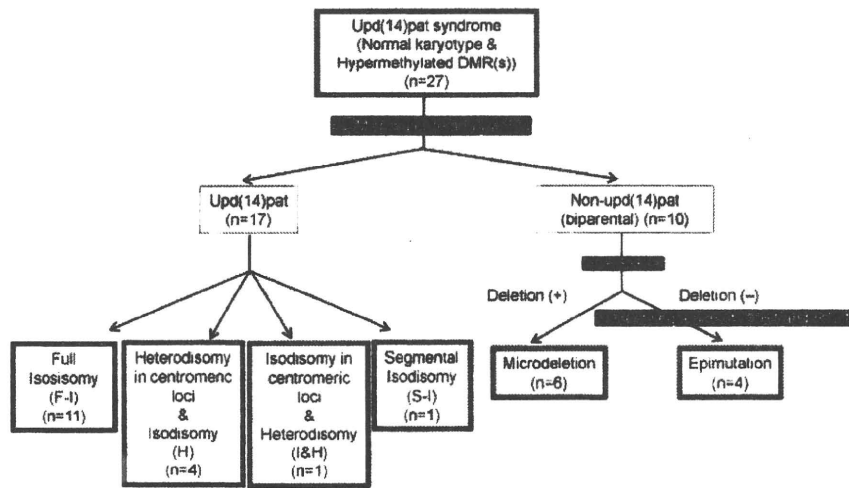 Upd(14)pat syndrome
(Normal karyotype &
Hypermethylated DMR(s))
(n=27)
Upd(14)pat
(n=17)
Non-upd(14)pat
(biparental) (n=10)
Deletion (+)
Deletion (–)
Full
Isosisomy
(F-I)
(n=11)
Heterodisomy
in centromenc
loci
&
Isodisomy
(H)
(n=4)
Isodisomy in
centromeric
loci
&
Heterodisomy
(I&H)
(n=1)
Segmental
Isodisomy
(S-I)
(n=1)
Microdeletion
(n=6)
Epimutation
(n=4)